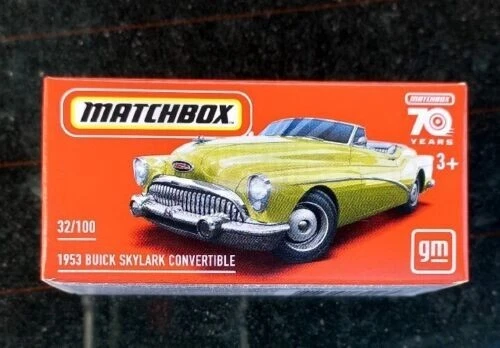 MATCHBOX
MATCHBOX
70
YEARS
3+
32/100
1953 BUICK SKYLARK CONVERTIBLE
gm